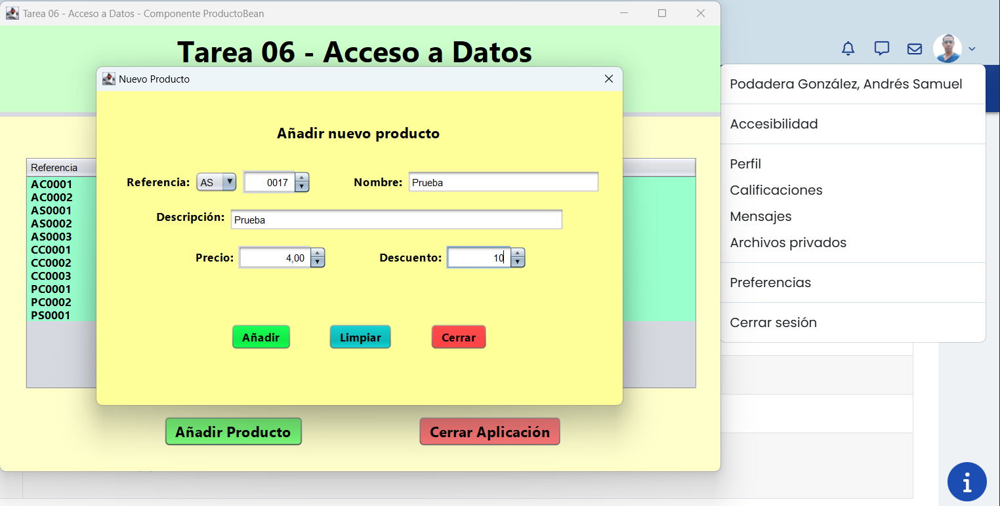 Tarea 06 - Acceso a Datos - Componente ProductoBean
Tarea 06 - Acceso a Datos
Nuevo Producto
Añadir nuevo producto
Referencia: AS 0017 Nombre: Prueba
Descripción: Prueba
Precio: 4,00 Descuento: 10
Añadir Limpiar Cerrar
Referencia
AC0001
AC0002
AS0001
AS0002
AS0003
CC0001
CC0002
CC0003
PC0001
PC0002
PS0001
Añadir Producto Cerrar Aplicación
Podadera González, Andrés Samuel
Accesibilidad
Perfil
Calificaciones
Mensajes
Archivos privados
Preferencias
Cerrar sesión
i